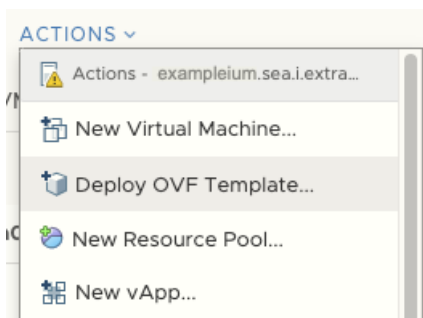 ACTIONS
Actions - exampleium.sea.i.extra...
New Virtual Machine...
Deploy OVF Template...
New Resource Pool...
New vApp...